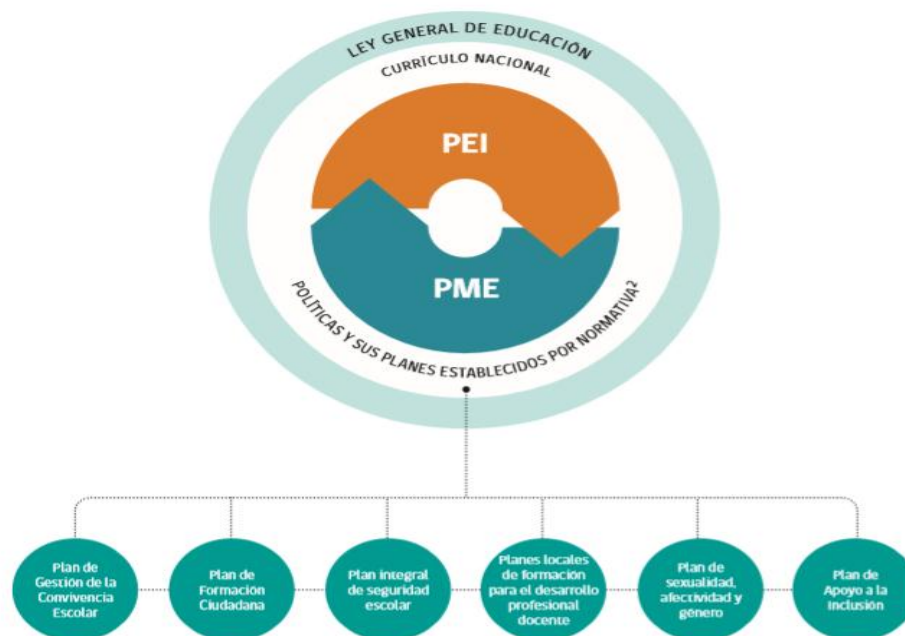 LEY GENERAL DE EDUCACIÓN
CURRÍCULO NACIONAL
PEI
PME
POLÍTICAS Y SUS PLANES ESTABLECIDOS POR NORMATIVA²
Plan de
Gestión de la
Convivencia
Escolar
Plan de
Formación
Ciudadana
Plan integral
de seguridad
escolar
Planes locales
de formación
para el desarrollo
profesional
docente
Plan de
sexualidad,
afectividad y
género
Plan de
Apoyo a la
Inclusión